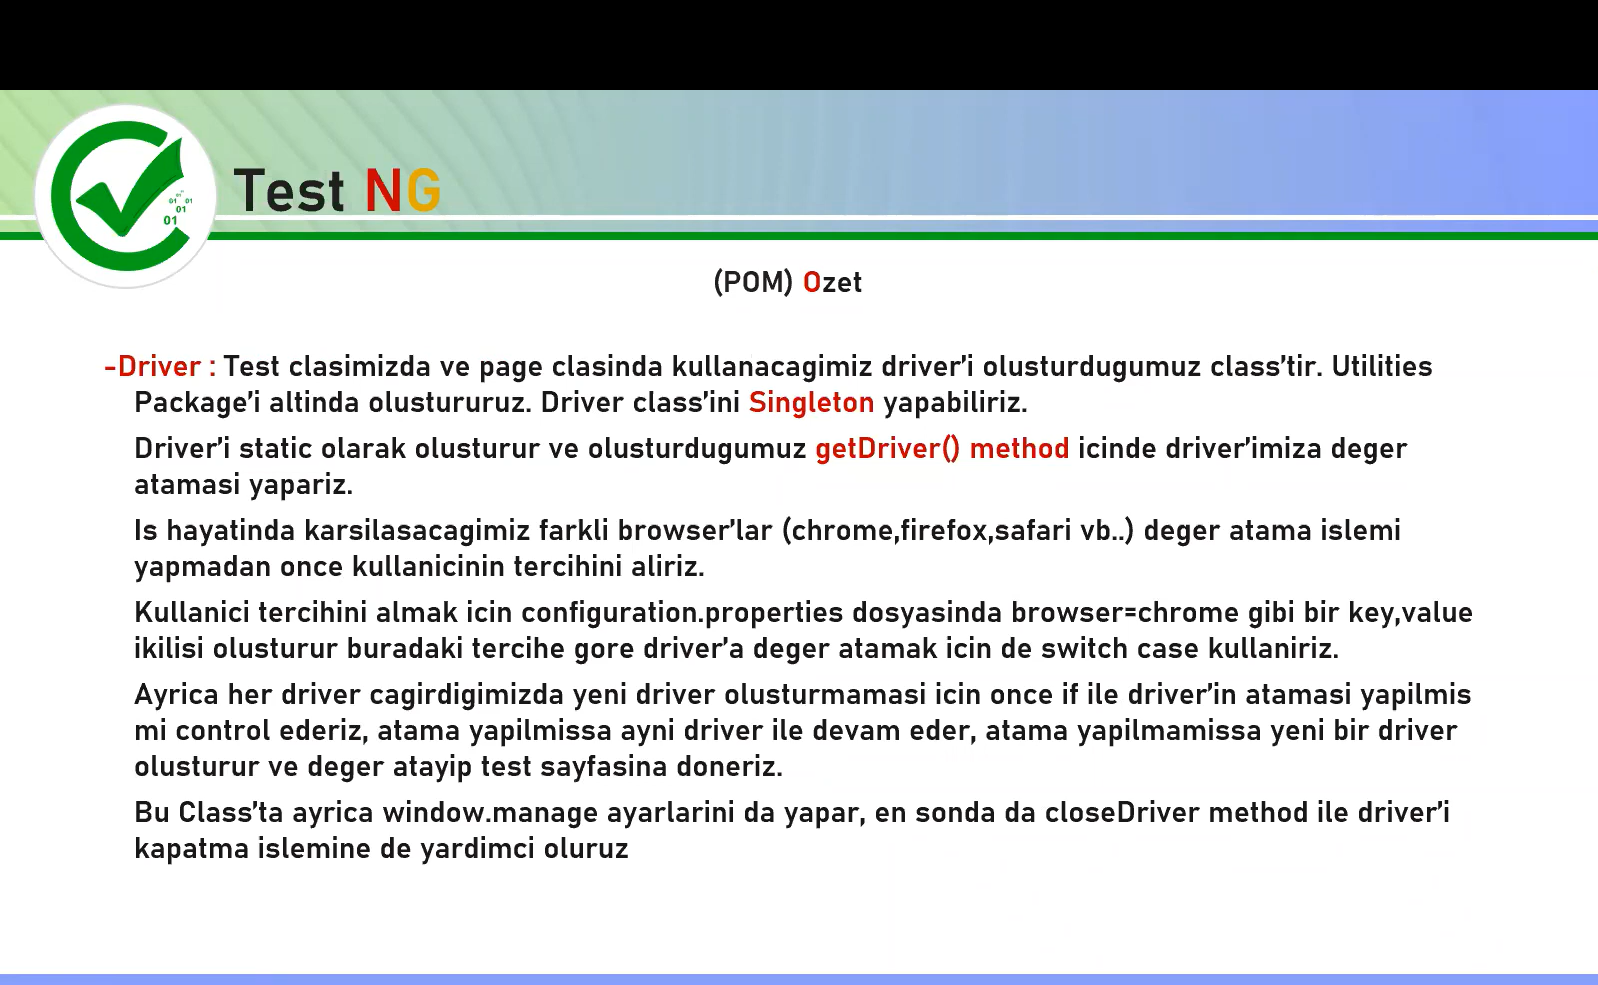 Test NG
01 01 01
01
01
(POM) Ozet
-Driver : Test clasimizda ve page clasinda kullanacagimiz driver'i olusturdugumuz class'tir. Utilities
Package'i altinda olustururuz. Driver class'ini Singleton yapabiliriz.
Driver'i static olarak olusturur ve olusturdugumuz getDriver() method icinde driver'imiza deger
atamasi yapariz.
Is hayatinda karsilasacagimiz farkli browser'lar (chrome,firefox,safari vb..) deger atama islemi
yapmadan once kullanicinin tercihini aliriz.
Kullanici tercihini almak icin configuration.properties dosyasinda browser=chrome gibi bir key,value
ikilisi olusturur buradaki tercihe gore driver'a deger atamak icin de switch case kullaniriz.
Ayrica her driver cagirdigimizda yeni driver olusturmamasi icin once if ile driver'in atamasi yapilmis
mi control ederiz, atama yapilmissa ayni driver ile devam eder, atama yapilmamissa yeni bir driver
olusturur ve deger atayip test sayfasina doneriz.
Bu Class'ta ayrica window.manage ayarlarini da yapar, en sonda da closeDriver method ile driver'i
kapatma islemine de yardimci oluruz